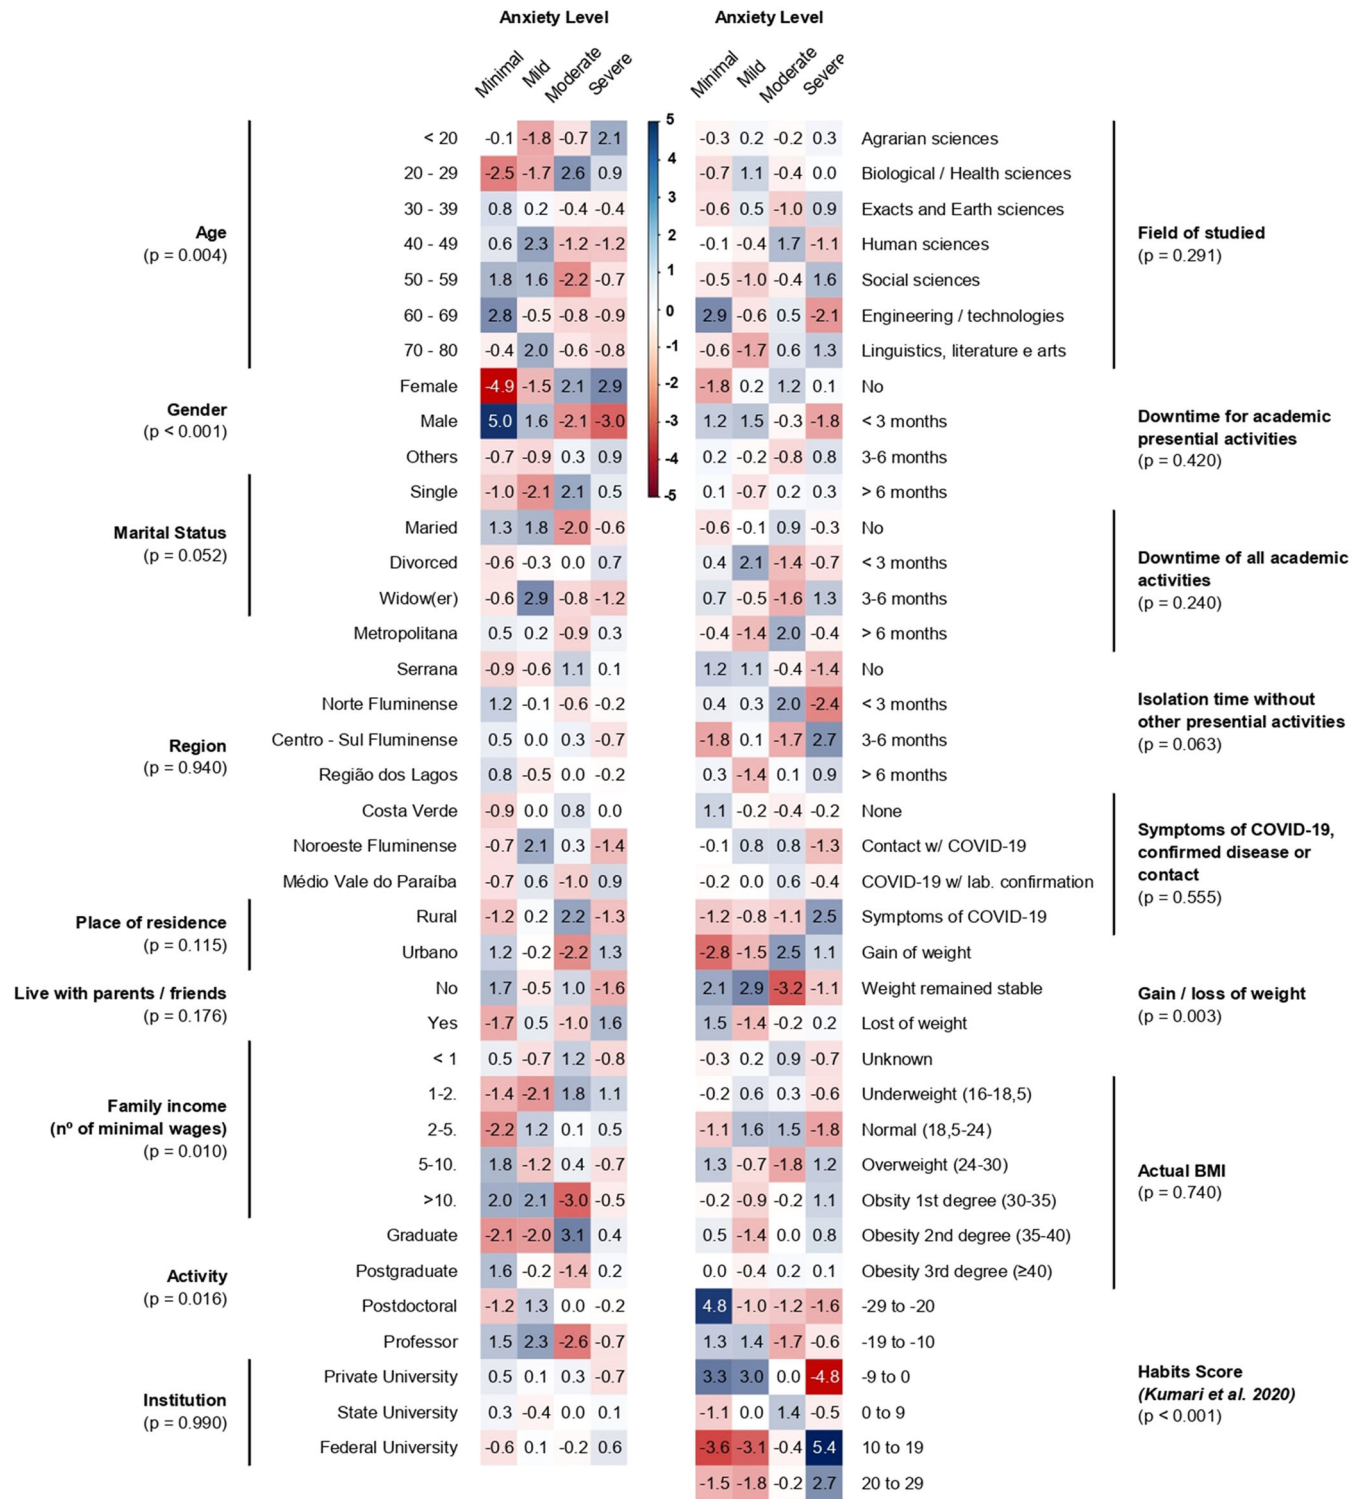 Anxiety Level
Minimal Mild Moderate Severe
Age
(p = 0.004)
< 20 -0.1 -1.8 -0.7 2.1
20 - 29 -2.5 -1.7 2.6 0.9
30 - 39 0.8 0.2 -0.4 -0.4
40 - 49 0.6 2.3 -1.2 -1.2
50 - 59 1.8 1.6 -2.2 -0.7
60 - 69 2.8 -0.5 -0.8 -0.9
70 - 80 -0.4 2.0 -0.6 -0.8
Gender
(p < 0.001)
Female -4.9 -1.5 2.1 2.9
Male 5.0 1.6 -2.1 -3.0
Others -0.7 -0.9 0.3 0.9
Marital Status
(p = 0.052)
Single -1.0 -2.1 2.1 0.5
Maried 1.3 1.8 -2.0 -0.6
Divorced -0.6 -0.3 0.0 0.7
Widow(er) -0.6 2.9 -0.8 -1.2
Region
(p = 0.940)
Metropolitana 0.5 0.2 -0.9 0.3
Serrana -0.9 -0.6 1.1 0.1
Norte Fluminense 1.2 -0.1 -0.6 -0.2
Centro - Sul Fluminense 0.5 0.0 0.3 -0.7
Região dos Lagos 0.8 -0.5 0.0 -0.2
Costa Verde -0.9 0.0 0.8 0.0
Noroeste Fluminense -0.7 2.1 0.3 -1.4
Médio Vale do Paraíba -0.7 0.6 -1.0 0.9
Place of residence
(p = 0.115)
Rural -1.2 0.2 2.2 -1.3
Urbano 1.2 -0.2 -2.2 1.3
Live with parents / friends
(p = 0.176)
No 1.7 -0.5 1.0 -1.6
Yes -1.7 0.5 -1.0 1.6
Family income
(nº of minimal wages)
(p = 0.010)
< 1 0.5 -0.7 1.2 -0.8
1-2. -1.4 -2.1 1.8 1.1
2-5. -2.2 1.2 0.1 0.5
5-10. 1.8 -1.2 0.4 -0.7
>10. 2.0 2.1 -3.0 -0.5
Activity
(p = 0.016)
Graduate -2.1 -2.0 3.1 0.4
Postgraduate 1.6 -0.2 -1.4 0.2
Postdoctoral -1.2 1.3 0.0 -0.2
Professor 1.5 2.3 -2.6 -0.7
Institution
(p = 0.990)
Private University 0.5 0.1 0.3 -0.7
State University 0.3 -0.4 0.0 0.1
Federal University -0.6 0.1 -0.2 0.6
5
4
3
2
1
0
-1
-2
-3
-4
-5
Anxiety Level
Minimal Mild Moderate Severe
-0.3 0.2 -0.2 0.3 Agrarian sciences
-0.7 1.1 -0.4 0.0 Biological / Health sciences
-0.6 0.5 -1.0 0.9 Exacts and Earth sciences
-0.1 -0.4 1.7 -1.1 Human sciences
-0.5 -1.0 -0.4 1.6 Social sciences
2.9 -0.6 0.5 -2.1 Engineering / technologies
-0.6 -1.7 0.6 1.3 Linguistics, literature e arts
Field of studied
(p = 0.291)
-1.8 0.2 1.2 0.1 No
1.2 1.5 -0.3 -1.8 < 3 months
0.2 -0.2 -0.8 0.8 3-6 months
0.1 -0.7 0.2 0.3 > 6 months
Downtime for academic
presential activities
(p = 0.420)
-0.6 -0.1 0.9 -0.3 No
0.4 2.1 -1.4 -0.7 < 3 months
0.7 -0.5 -1.6 1.3 3-6 months
-0.4 -1.4 2.0 -0.4 > 6 months
Downtime of all academic
activities
(p = 0.240)
1.2 1.1 -0.4 -1.4 No
0.4 0.3 2.0 -2.4 < 3 months
-1.8 0.1 -1.7 2.7 3-6 months
0.3 -1.4 0.1 0.9 > 6 months
Isolation time without
other presential activities
(p = 0.063)
1.1 -0.2 -0.4 -0.2 None
-0.1 0.8 0.8 -1.3 Contact w/ COVID-19
-0.2 0.0 0.6 -0.4 COVID-19 w/ lab. confirmation
-1.2 -0.8 -1.1 2.5 Symptoms of COVID-19
Symptoms of COVID-19,
confirmed disease or
contact
(p = 0.555)
-2.8 -1.5 2.5 1.1 Gain of weight
2.1 2.9 -3.2 -1.1 Weight remained stable
1.5 -1.4 -0.2 0.2 Lost of weight
-0.3 0.2 0.9 -0.7 Unknown
Gain / loss of weight
(p = 0.003)
-0.2 0.6 0.3 -0.6 Underweight (16-18,5)
-1.1 1.6 1.5 -1.8 Normal (18,5-24)
1.3 -0.7 -1.8 1.2 Overweight (24-30)
-0.2 -0.9 -0.2 1.1 Obsity 1st degree (30-35)
0.5 -1.4 0.0 0.8 Obesity 2nd degree (35-40)
0.0 -0.4 0.2 0.1 Obesity 3rd degree (≥40)
Actual BMI
(p = 0.740)
4.8 -1.0 -1.2 -1.6 -29 to -20
1.3 1.4 -1.7 -0.6 -19 to -10
3.3 3.0 0.0 -4.8 -9 to 0
-1.1 0.0 1.4 -0.5 0 to 9
-3.6 -3.1 -0.4 5.4 10 to 19
-1.5 -1.8 -0.2 2.7 20 to 29
Habits Score
(Kumari et al. 2020)
(p < 0.001)